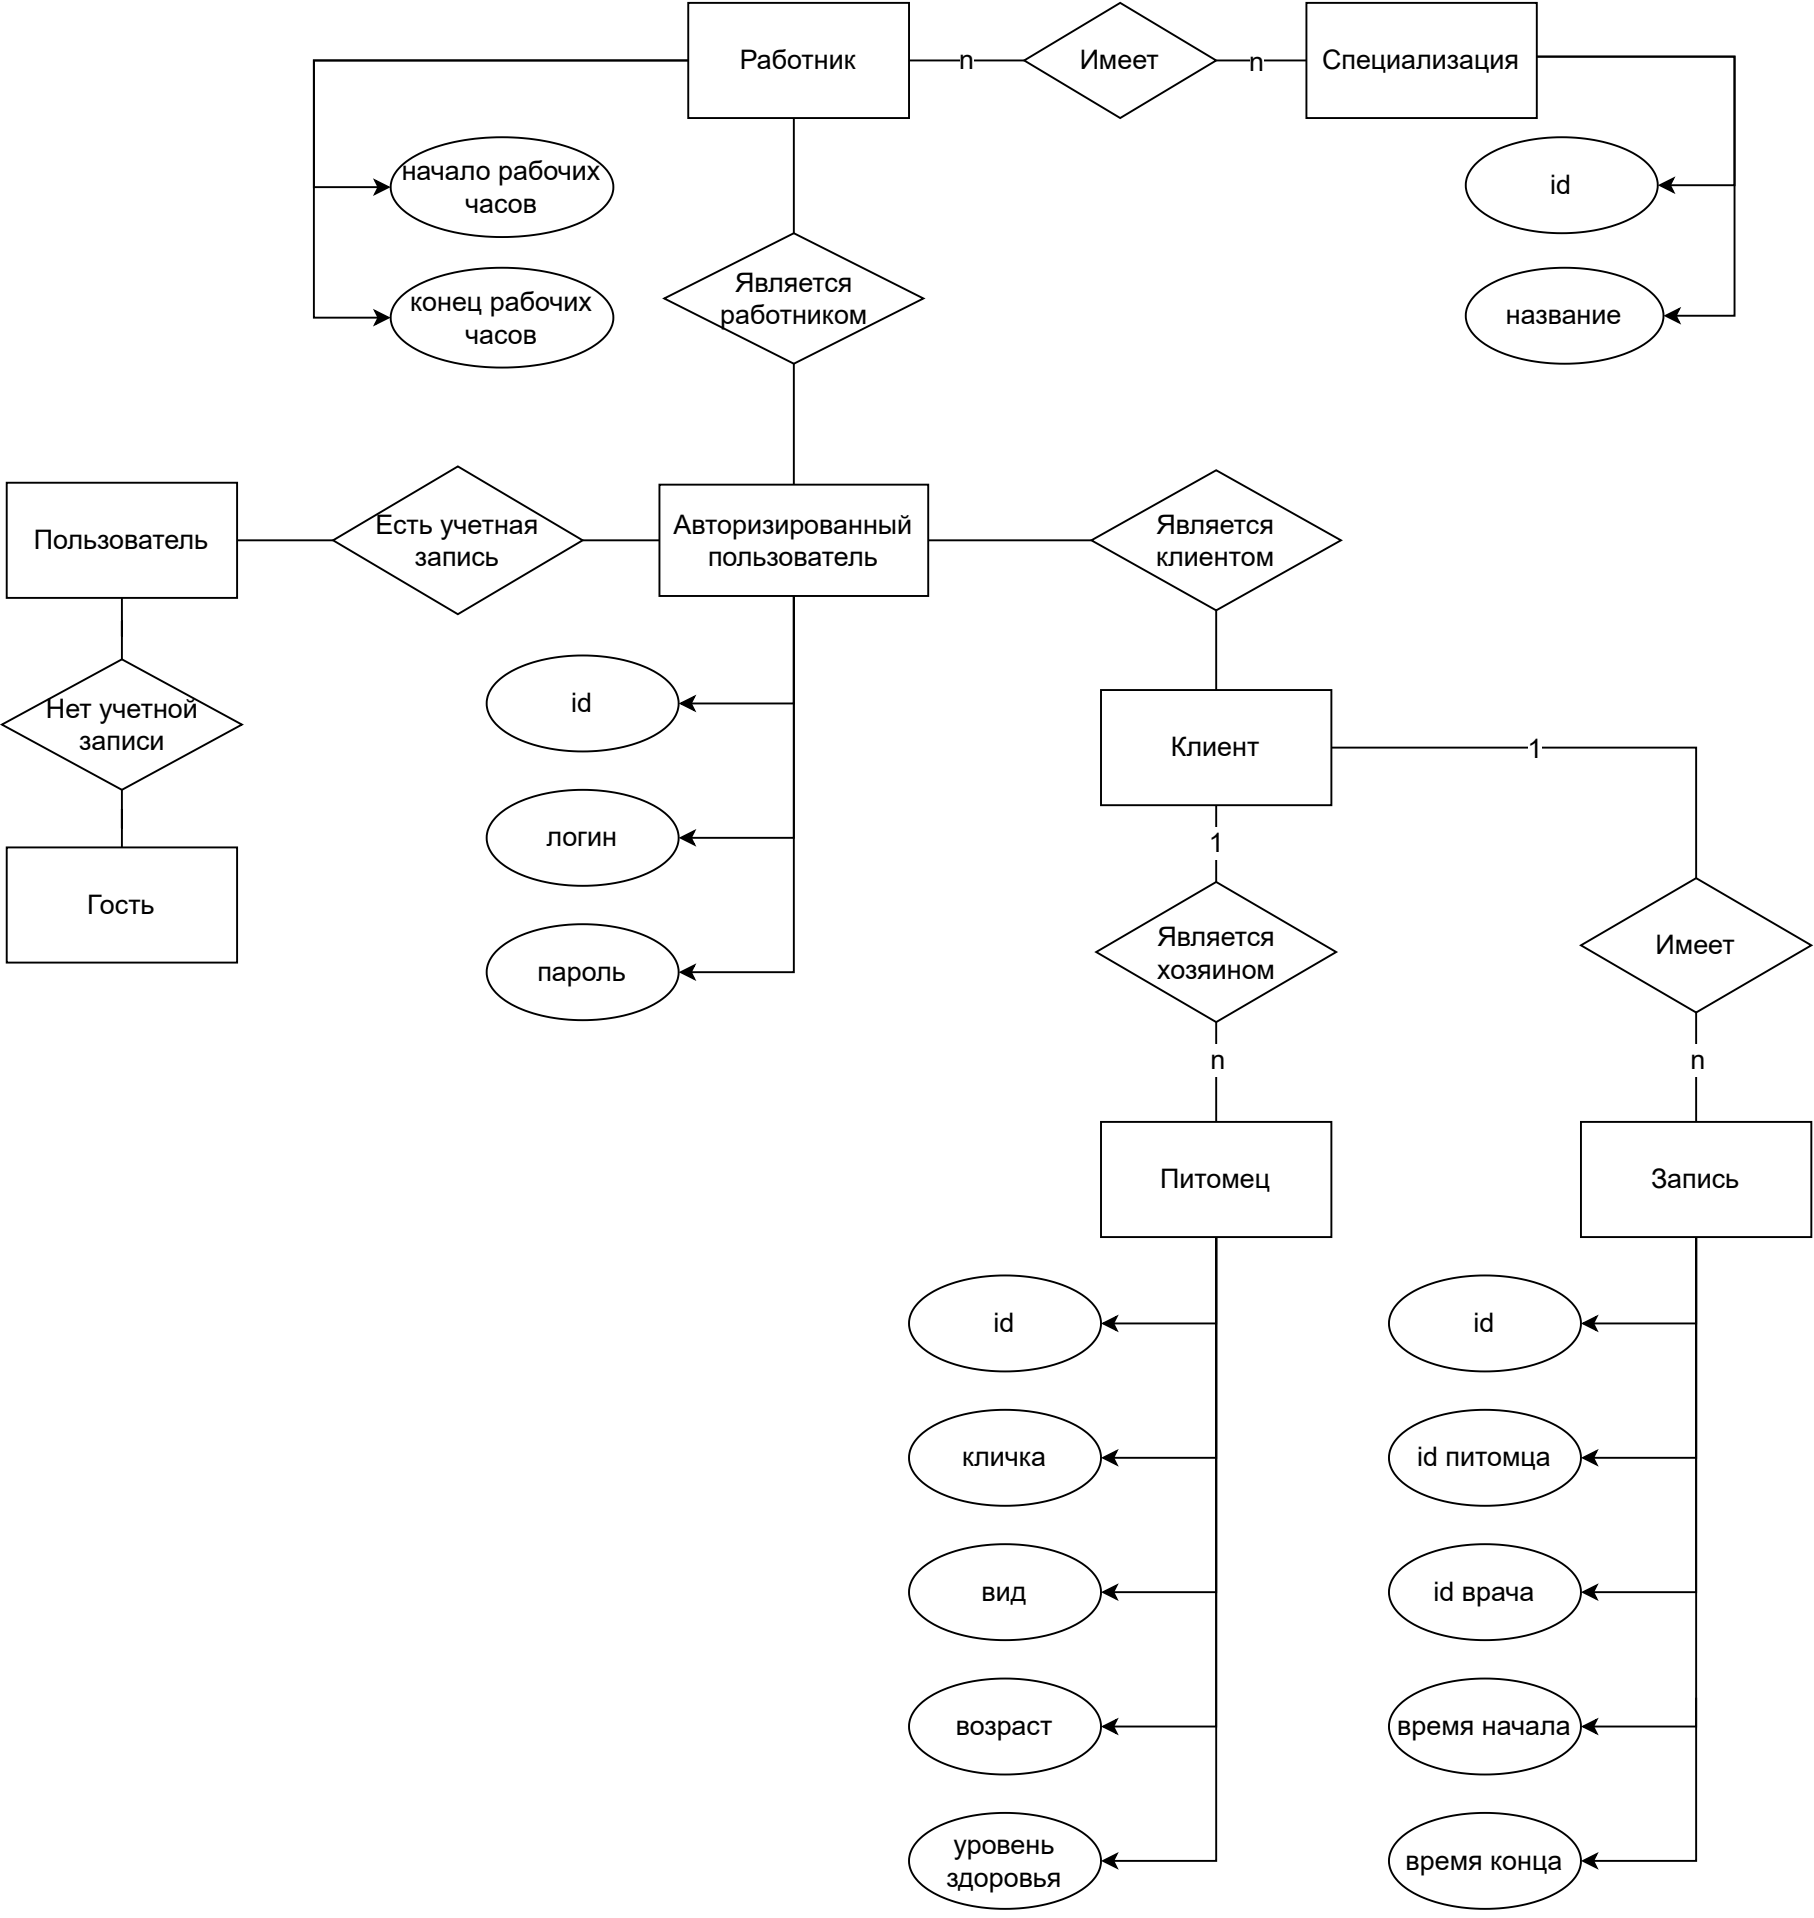 Работник
n
Имеет
n
Специализация
начало рабочих
часов
id
конец рабочих
часов
Является
работником
название
Пользователь
Есть учетная
запись
Авторизированный
пользователь
Является
клиентом
Нет учетной
записи
id
Клиент
1
логин
1
Гость
Является
хозяином
Имеет
пароль
n
n
Питомец
Запись
id
id
кличка
id питомца
вид
id врача
возраст
время начала
уровень
здоровья
время конца